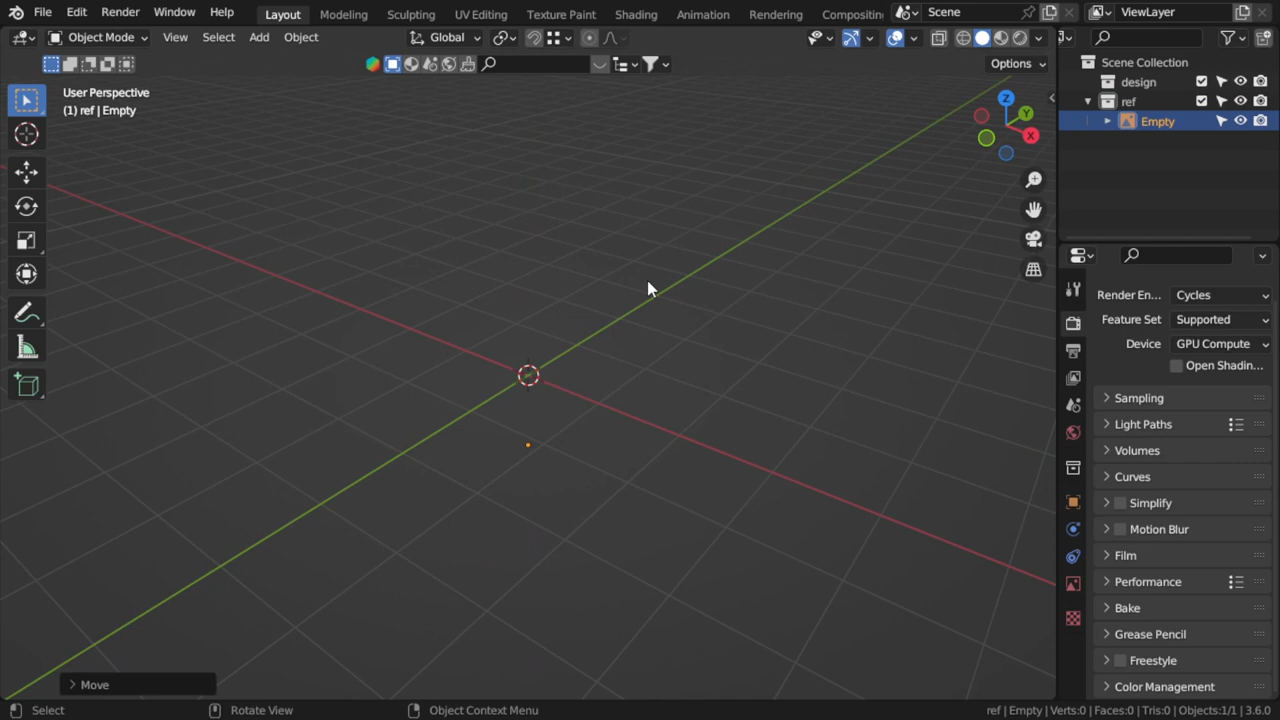 File Edit Render Window Help Layout Modeling Sculpting UV Editing Texture Paint Shading Animation Rendering Compositing Scene ViewLayer
Object Mode View Select Add Object Global
Options
User Perspective
(1) ref | Empty
Z
Y
X
Scene Collection
design
ref
Empty
Render En... Cycles
Feature Set Supported
Device GPU Compute
Open Shadin...
Sampling
Light Paths
Volumes
Curves
Simplify
Motion Blur
Film
Performance
Bake
Grease Pencil
Freestyle
Color Management
Move
Select Rotate View Object Context Menu ref | Empty | Verts:0 | Faces:0 | Tris:0 | Objects:1/1 | 3.6.0